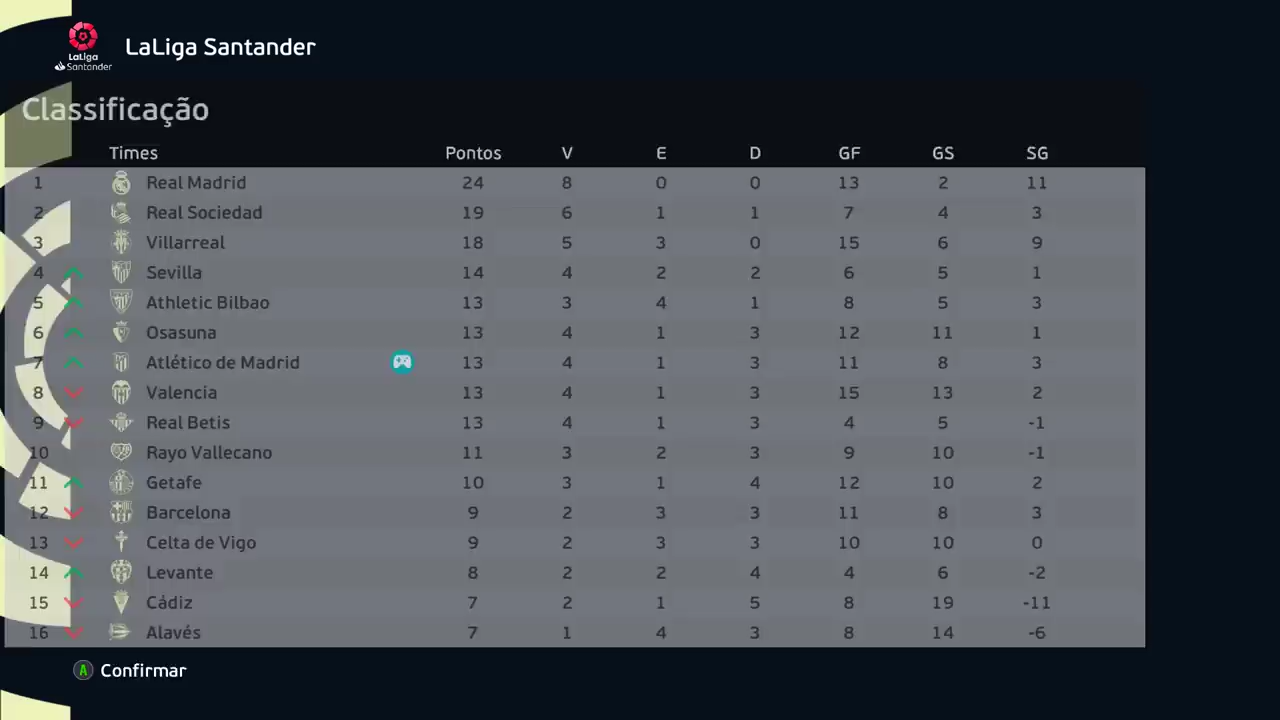 LaLiga Santander
LaLiga
Santander
Classificação
Times Pontos V E D GF GS SG
1 Real Madrid 24 8 0 0 13 2 11
2 Real Sociedad 19 6 1 1 7 4 3
3 Villarreal 18 5 3 0 15 6 9
4 Sevilla 14 4 2 2 6 5 1
5 Athletic Bilbao 13 3 4 1 8 5 3
6 Osasuna 13 4 1 3 12 11 1
7 Atlético de Madrid 13 4 1 3 11 8 3
8 Valencia 13 4 1 3 15 13 2
9 Real Betis 13 4 1 3 4 5 -1
10 Rayo Vallecano 11 3 2 3 9 10 -1
11 Getafe 10 3 1 4 12 10 2
12 Barcelona 9 2 3 3 11 8 3
13 Celta de Vigo 9 2 3 3 10 10 0
14 Levante 8 2 2 4 4 6 -2
15 Cádiz 7 2 1 5 8 19 -11
16 Alavés 7 1 4 3 8 14 -6
A Confirmar